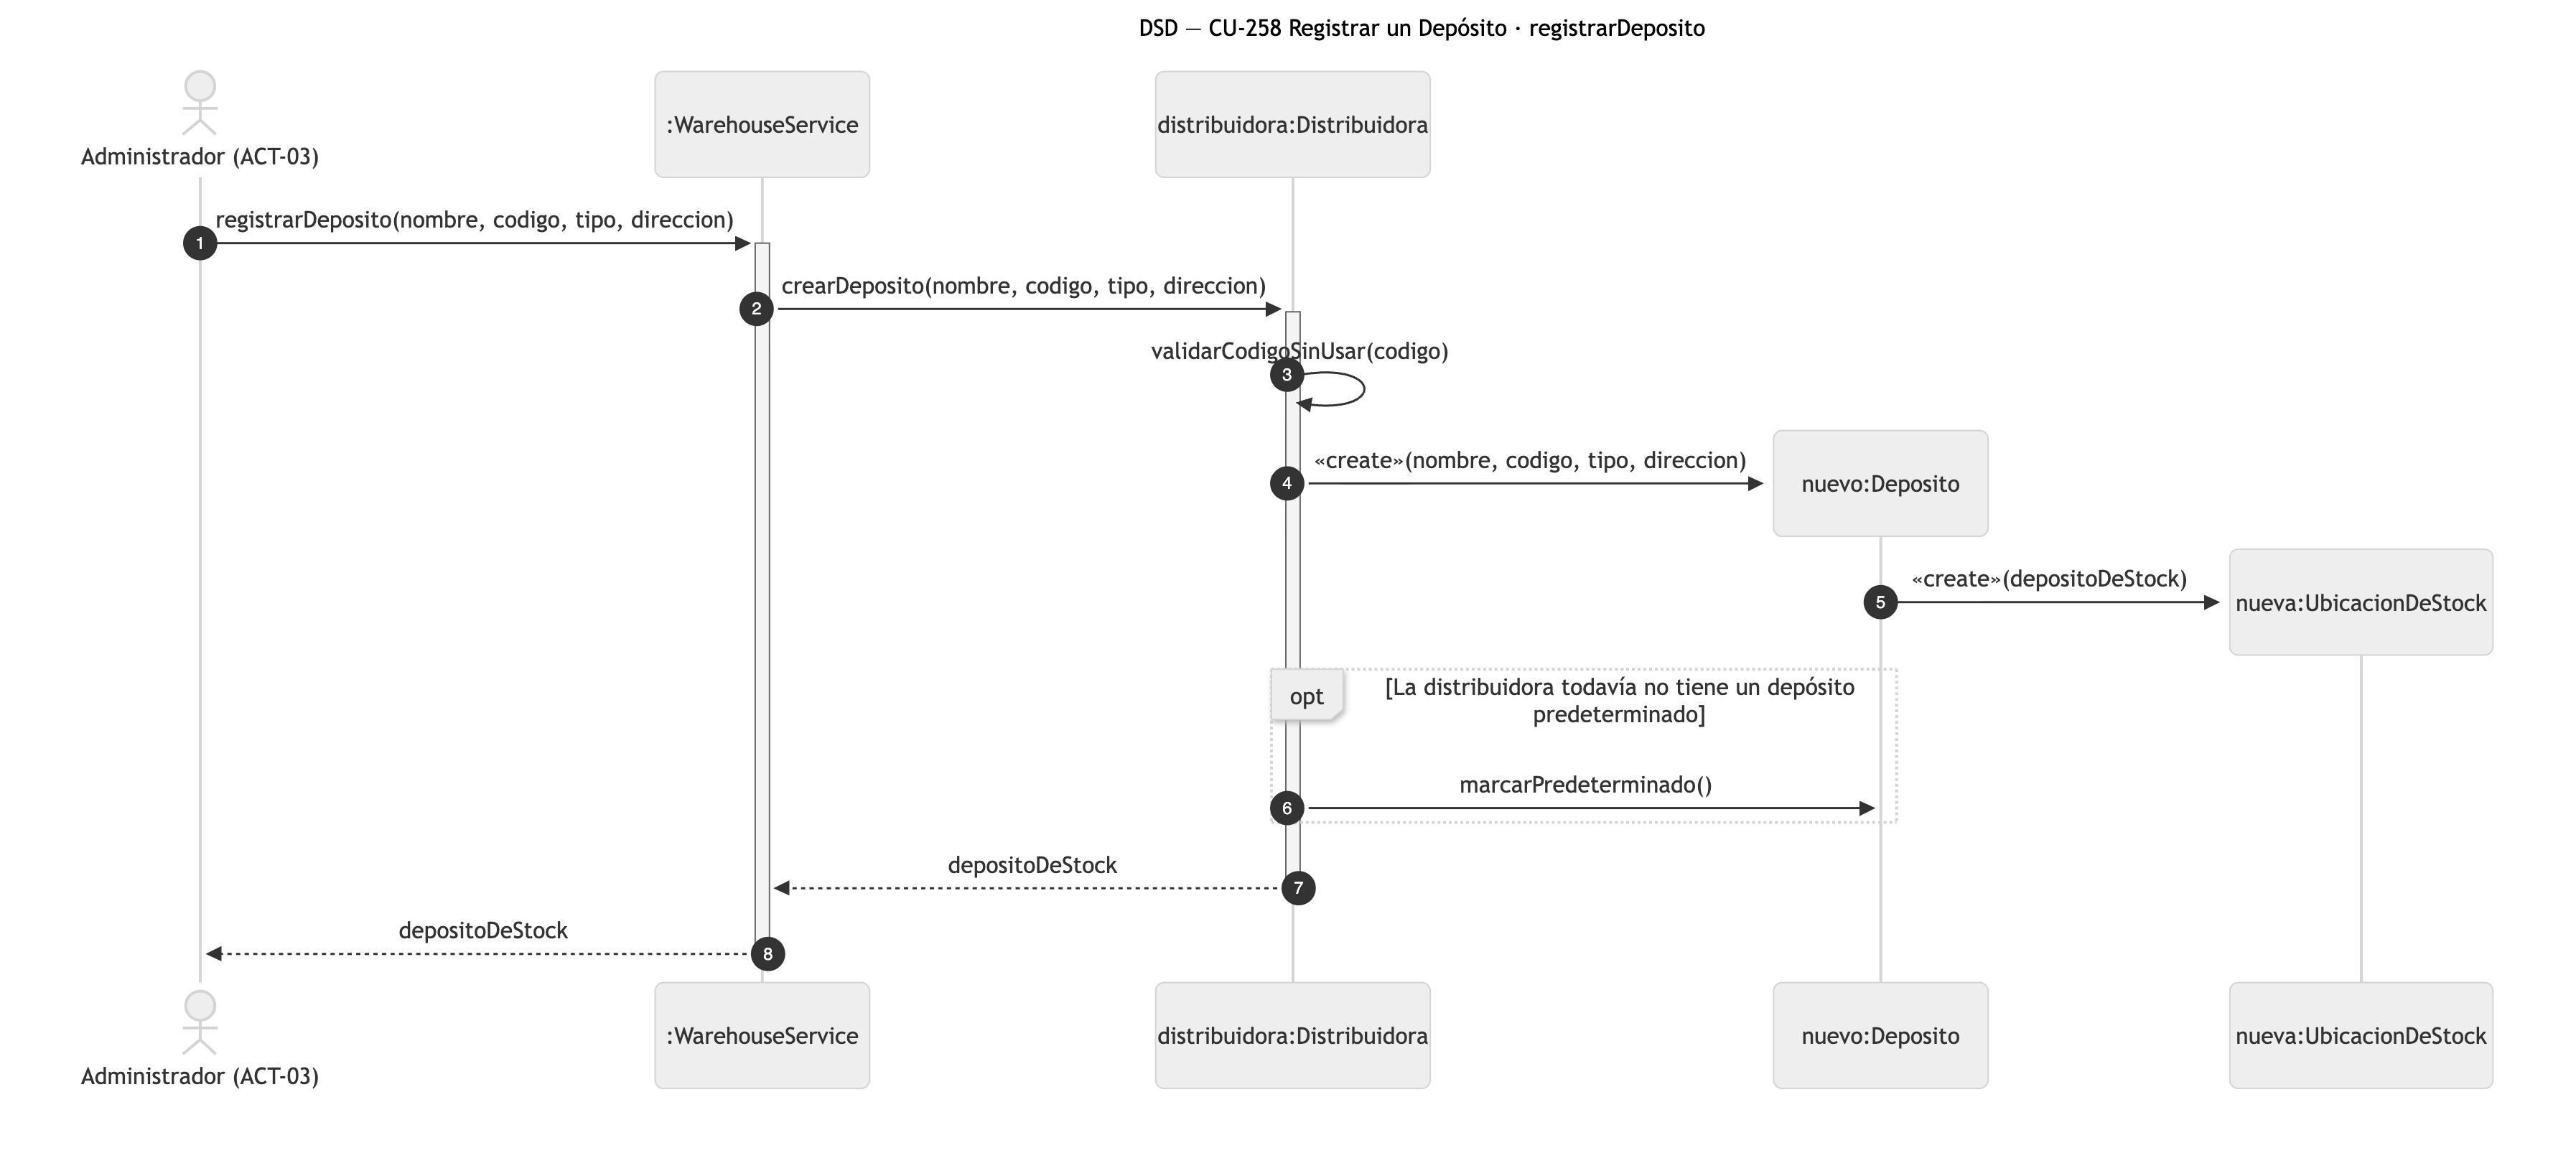 DSD — CU-258 Registrar un Depósito · registrarDeposito
Administrador (ACT-03)
:WarehouseService
distribuidora:Distribuidora
1
registrarDeposito(nombre, codigo, tipo, direccion)
2
crearDeposito(nombre, codigo, tipo, direccion)
validarCodigoSinUsar(codigo)
3
4
«create»(nombre, codigo, tipo, direccion)
nuevo:Deposito
5
«create»(depositoDeStock)
nueva:UbicacionDeStock
opt
[La distribuidora todavía no tiene un depósito
predeterminado]
marcarPredeterminado()
6
depositoDeStock
7
depositoDeStock
8
Administrador (ACT-03)
:WarehouseService
distribuidora:Distribuidora
nuevo:Deposito
nueva:UbicacionDeStock